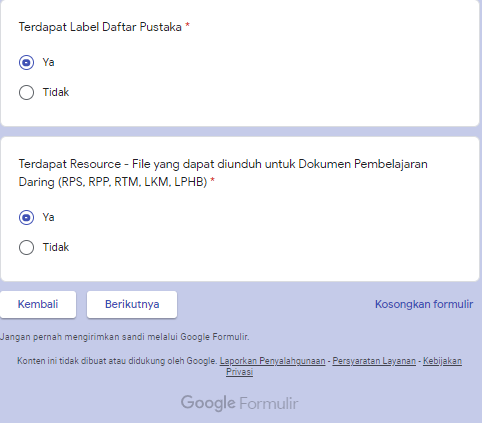 Terdapat Label Daftar Pustaka *
Ya
Tidak
Terdapat Resource - File yang dapat diunduh untuk Dokumen Pembelajaran
Daring (RPS, RPP, RTM, LKM, LPHB) *
Ya
Tidak
Kembali Berikutnya Kosongkan formulir
Jangan pernah mengirimkan sandi melalui Google Formulir.
Konten ini tidak dibuat atau didukung oleh Google. Laporkan Penyalahgunaan - Persyaratan Layanan - Kebijakan
Privasi
Google Formulir